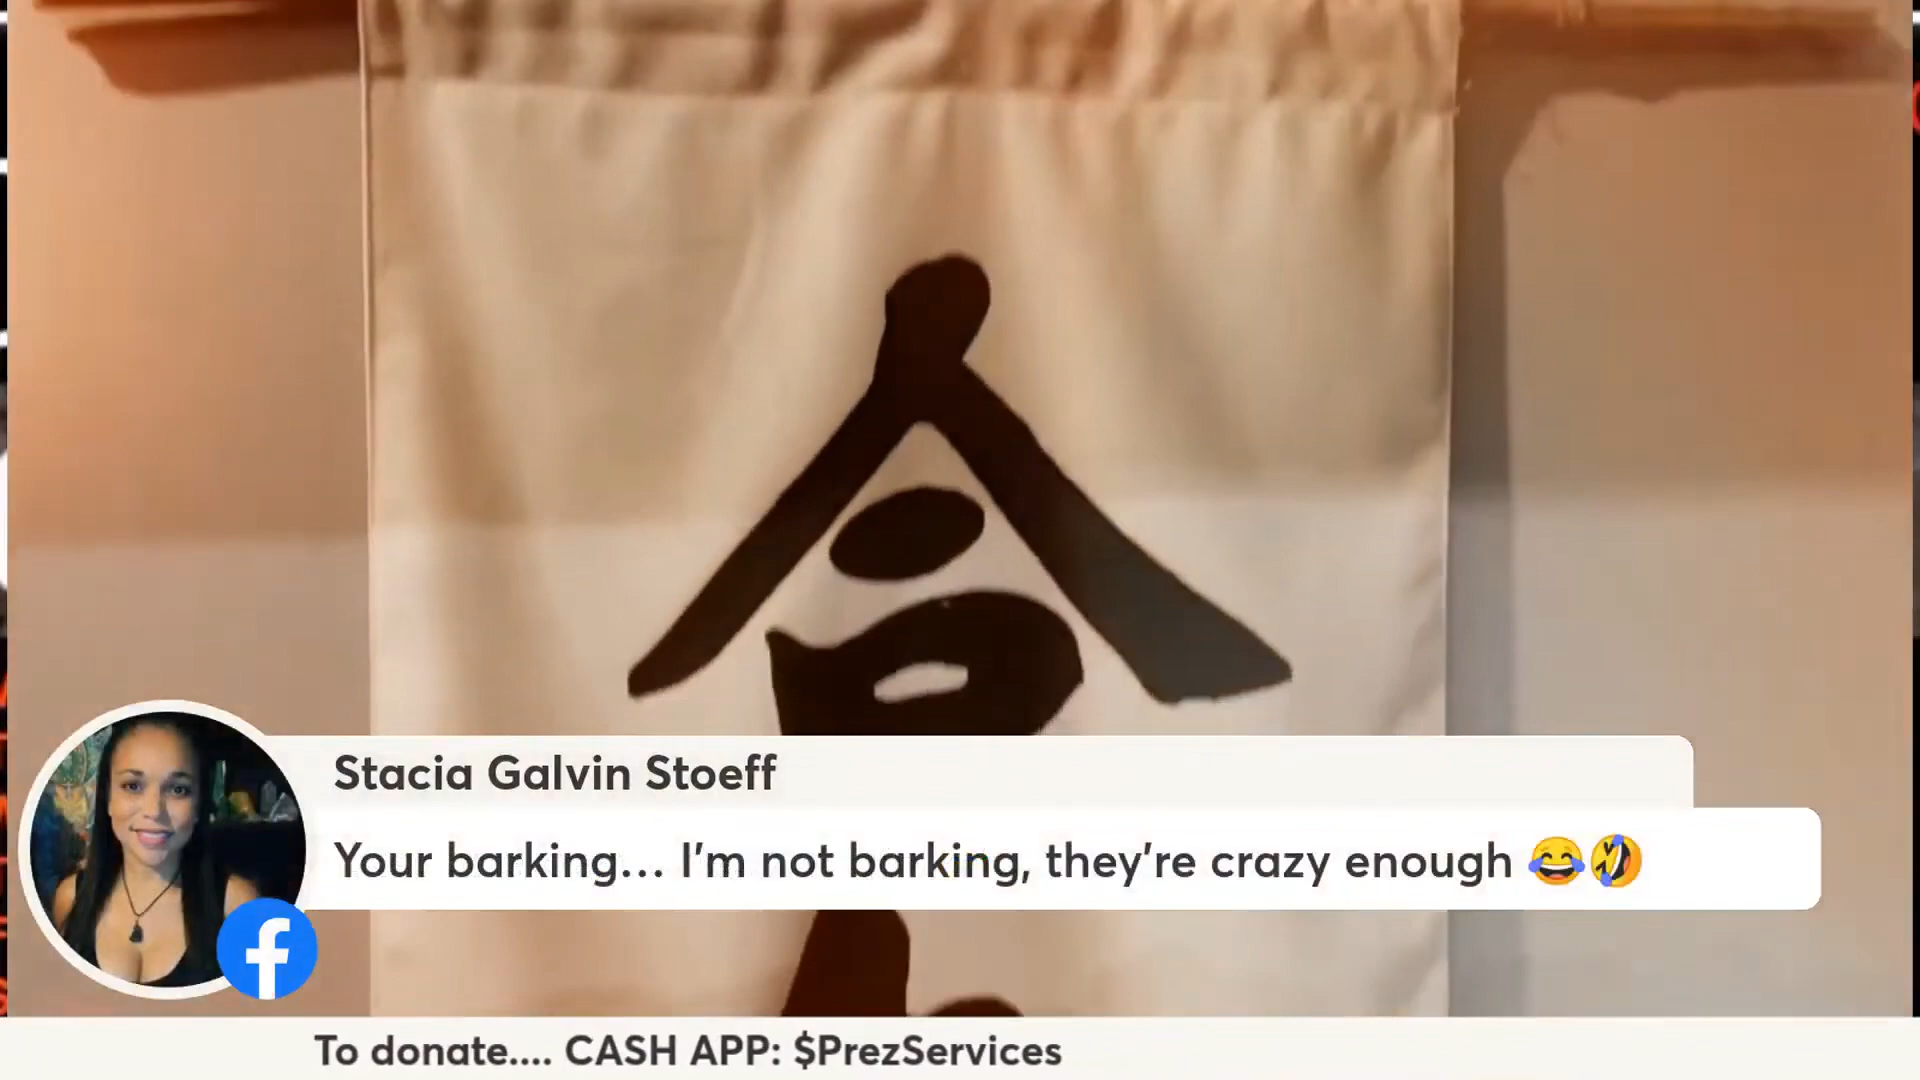 合
Stacia Galvin Stoeff
Your barking... I'm not barking, they're crazy enough 😂🤣
To donate.... CASH APP: $PrezServices